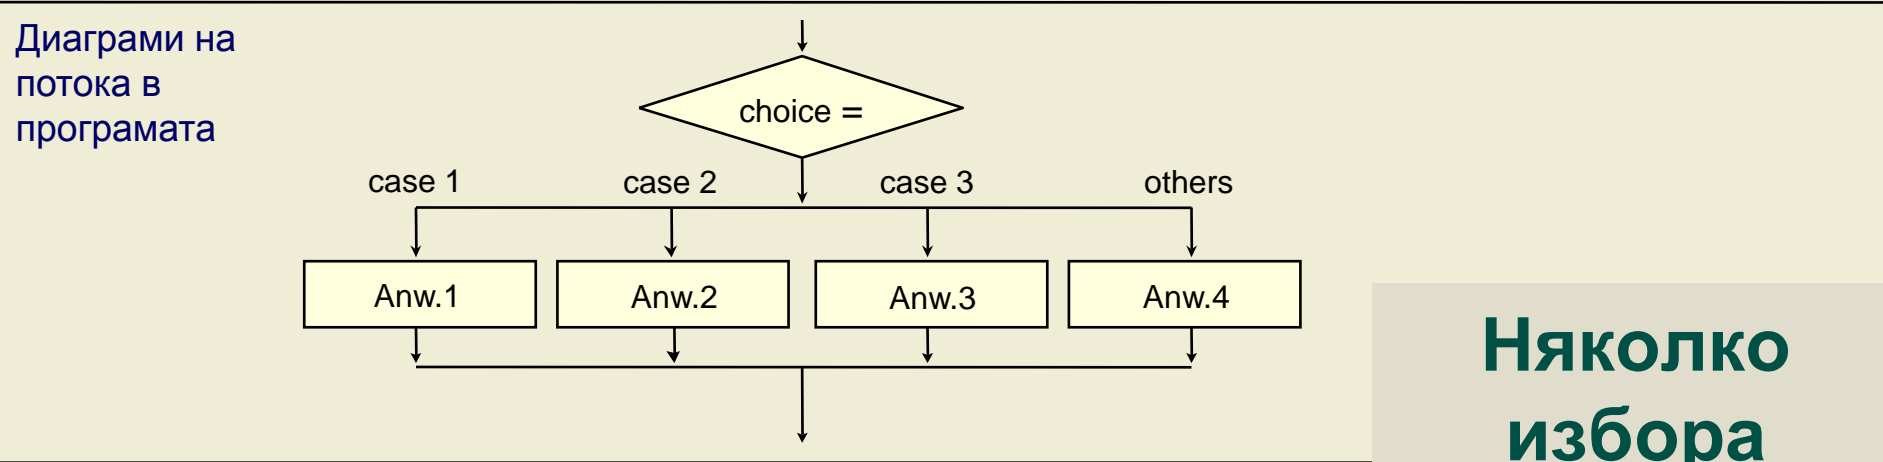 Диаграми на
потока в
програмата
choice =
case 1
case 2
case 3
others
Anw.1
Anw.2
Anw.3
Anw.4
Няколко
избора